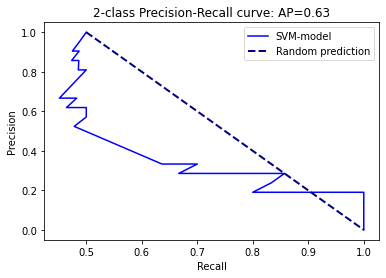 2-class Precision-Recall curve: AP=0.63
SVM-model
Random prediction
Precision
1.0
0.8
0.6
0.4
0.2
0.0
0.5
0.6
0.7
0.8
0.9
1.0
Recall